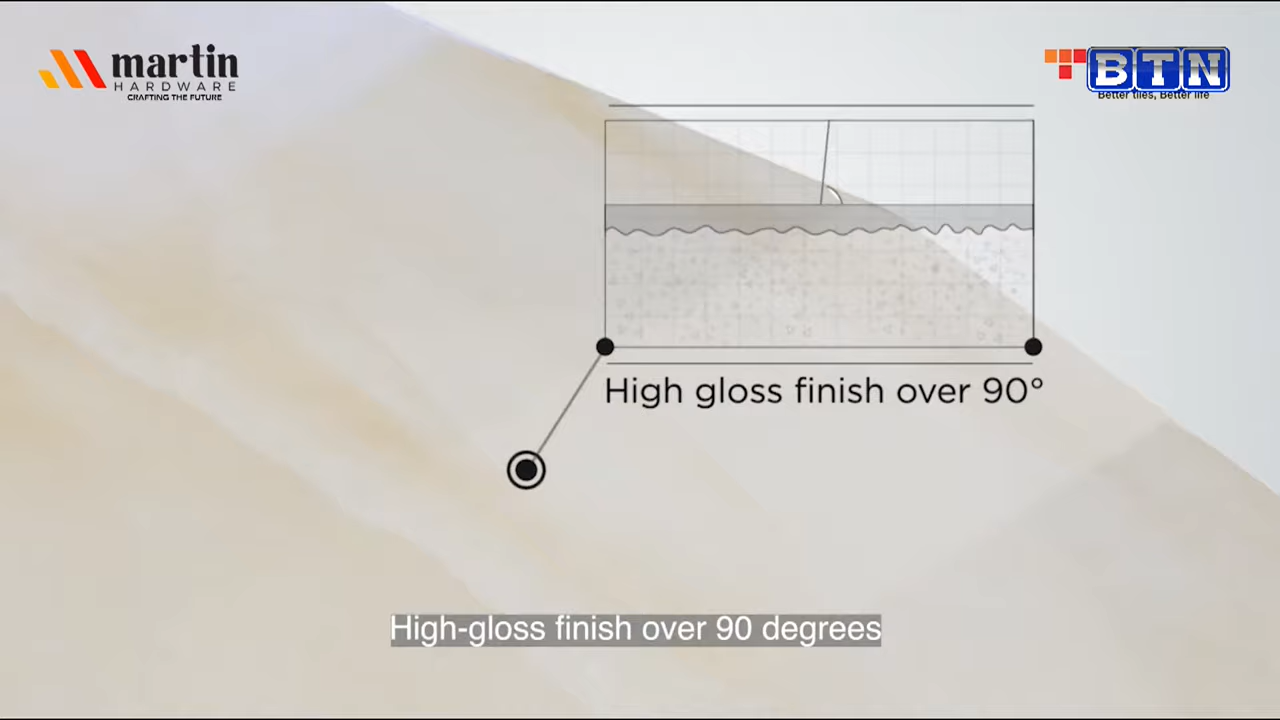 martin
HARDWARE
CRAFTING THE FUTURE
BTN
Better tiles, Better life
High gloss finish over 90°
High-gloss finish over 90 degrees